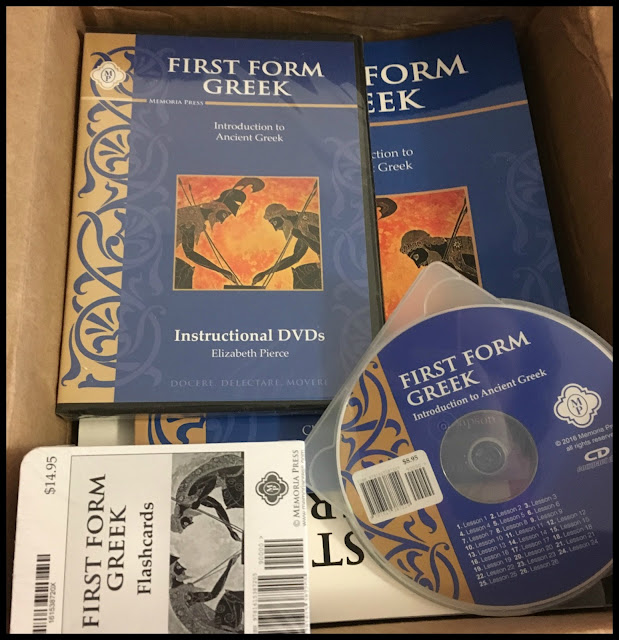 FIRST FORM
GREEK
MEMORIA PRESS
Introduction to
Ancient Greek
Instructional DVDs
Elizabeth Pierce
DOCERE, DELECTARE, MOVERE
FORM
EEK
ction to
Greek
FIRST FORM
GREEK
Introduction to Ancient Greek
MP
© 2016 Memoria Pre
all rights reserve
CD
$8.95
1. Lesson 1 2. Lesson 2 3. Lesson 3
4. Lesson 4 5. Lesson 5 6. Lesson 6
7. Lesson 7 8. Lesson 8 9. Lesson 9
10. Lesson 10 11. Lesson 11 12. Lesson 12
13. Lesson 13 14. Lesson 14 15. Lesson 15
16. Lesson 16 17. Lesson 17 18. Lesson 18
19. Lesson 19 20. Lesson 20 21. Lesson 21
22. Lesson 22 23. Lesson 23 24. Lesson 24
25. Lesson 25 26. Lesson 26
$14.95
FIRST FORM
GREEK
Flashcards
© MEMORIA PRESS
ST